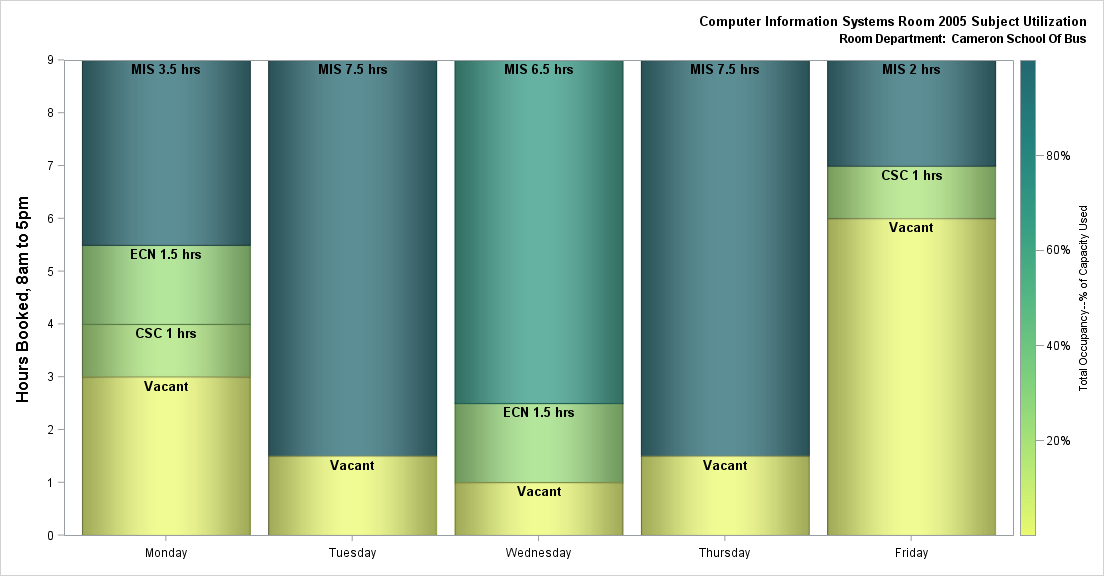 Computer Information Systems Room 2005 Subject Utilization
Room Department: Cameron School Of Bus
Hours Booked, 8am to 5pm
9
8
7
6
5
4
3
2
1
0
MIS 3.5 hrs
ECN 1.5 hrs
CSC 1 hrs
Vacant
MIS 7.5 hrs
Vacant
MIS 6.5 hrs
ECN 1.5 hrs
Vacant
MIS 7.5 hrs
Vacant
MIS 2 hrs
CSC 1 hrs
Vacant
Monday
Tuesday
Wednesday
Thursday
Friday
80%
60%
40%
20%
Total Occupancy--% of Capacity Used